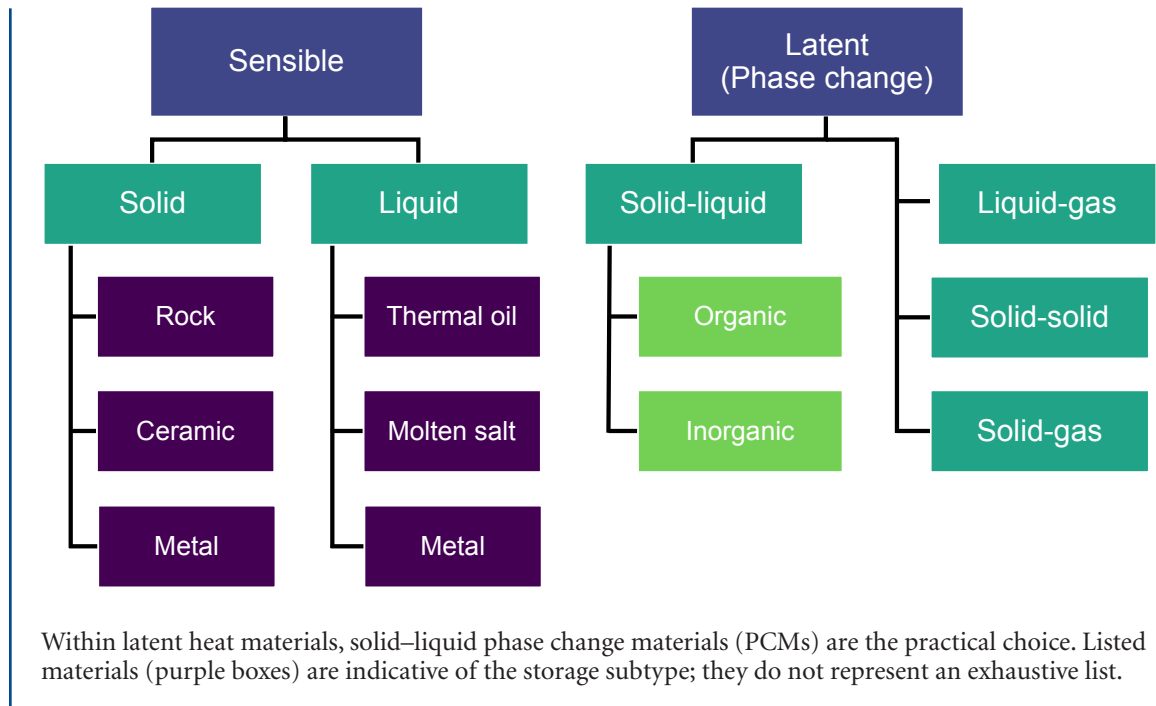 Sensible
Latent
(Phase change)
Solid
Liquid
Solid-liquid
Liquid-gas
Rock
Thermal oil
Organic
Solid-solid
Ceramic
Molten salt
Inorganic
Solid-gas
Metal
Metal
Within latent heat materials, solid–liquid phase change materials (PCMs) are the practical choice. Listed
materials (purple boxes) are indicative of the storage subtype; they do not represent an exhaustive list.